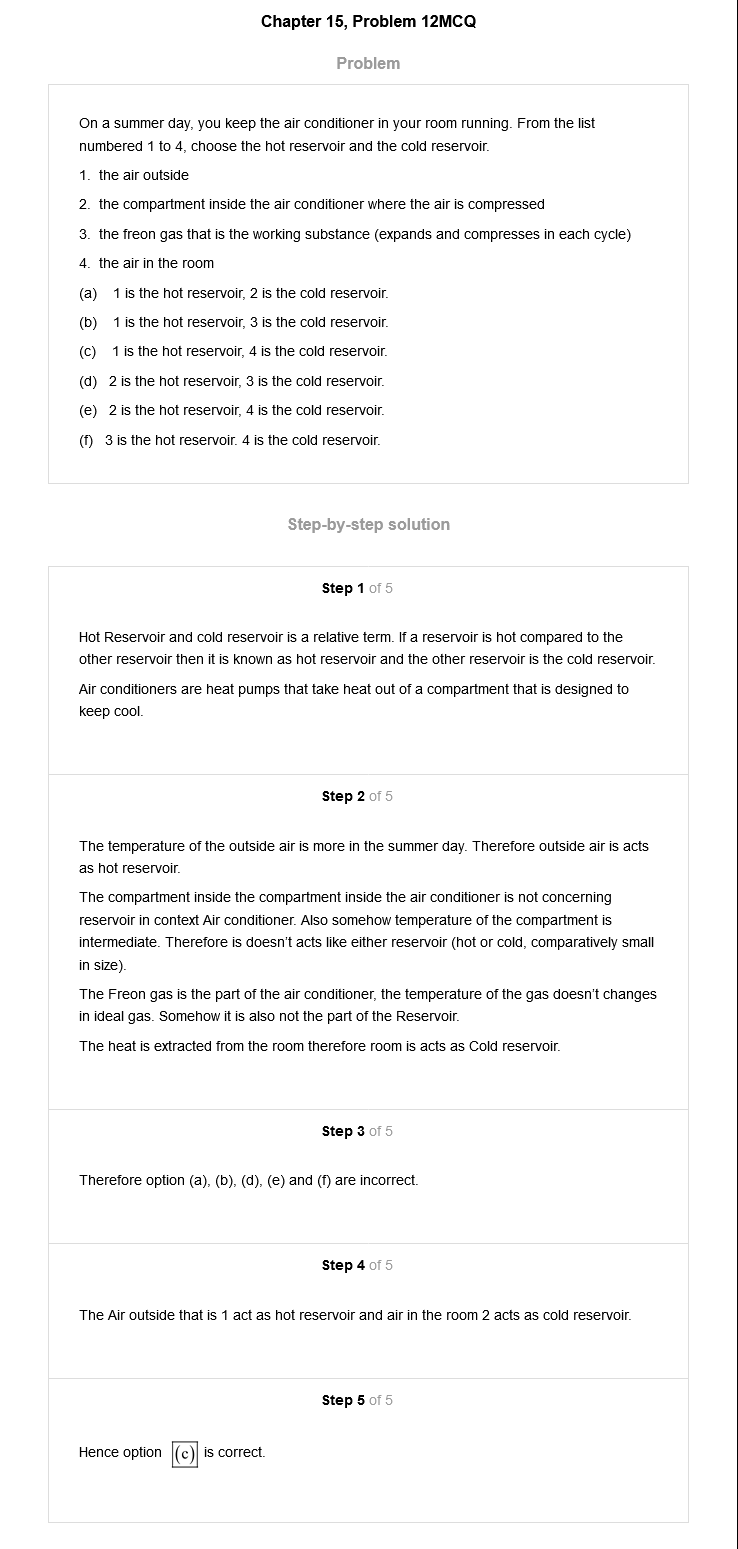 Chapter 15, Problem 12MCQ
Problem
On a summer day, you keep the air conditioner in your room running. From the list
numbered 1 to 4, choose the hot reservoir and the cold reservoir.
1. the air outside
2. the compartment inside the air conditioner where the air is compressed
3. the freon gas that is the working substance (expands and compresses in each cycle)
4. the air in the room
(a) 1 is the hot reservoir, 2 is the cold reservoir.
(b) 1 is the hot reservoir, 3 is the cold reservoir.
(c) 1 is the hot reservoir, 4 is the cold reservoir.
(d) 2 is the hot reservoir, 3 is the cold reservoir.
(e) 2 is the hot reservoir, 4 is the cold reservoir.
(f) 3 is the hot reservoir. 4 is the cold reservoir.
Step-by-step solution
Step 1 of 5
Hot Reservoir and cold reservoir is a relative term. If a reservoir is hot compared to the
other reservoir then it is known as hot reservoir and the other reservoir is the cold reservoir.
Air conditioners are heat pumps that take heat out of a compartment that is designed to
keep cool.
Step 2 of 5
The temperature of the outside air is more in the summer day. Therefore outside air is acts
as hot reservoir.
The compartment inside the compartment inside the air conditioner is not concerning
reservoir in context Air conditioner. Also somehow temperature of the compartment is
intermediate. Therefore is doesn't acts like either reservoir (hot or cold, comparatively small
in size).
The Freon gas is the part of the air conditioner, the temperature of the gas doesn't changes
in ideal gas. Somehow it is also not the part of the Reservoir.
The heat is extracted from the room therefore room is acts as Cold reservoir.
Step 3 of 5
Therefore option (a), (b), (d), (e) and (f) are incorrect.
Step 4 of 5
The Air outside that is 1 act as hot reservoir and air in the room 2 acts as cold reservoir.
Step 5 of 5
Hence option (c) is correct.